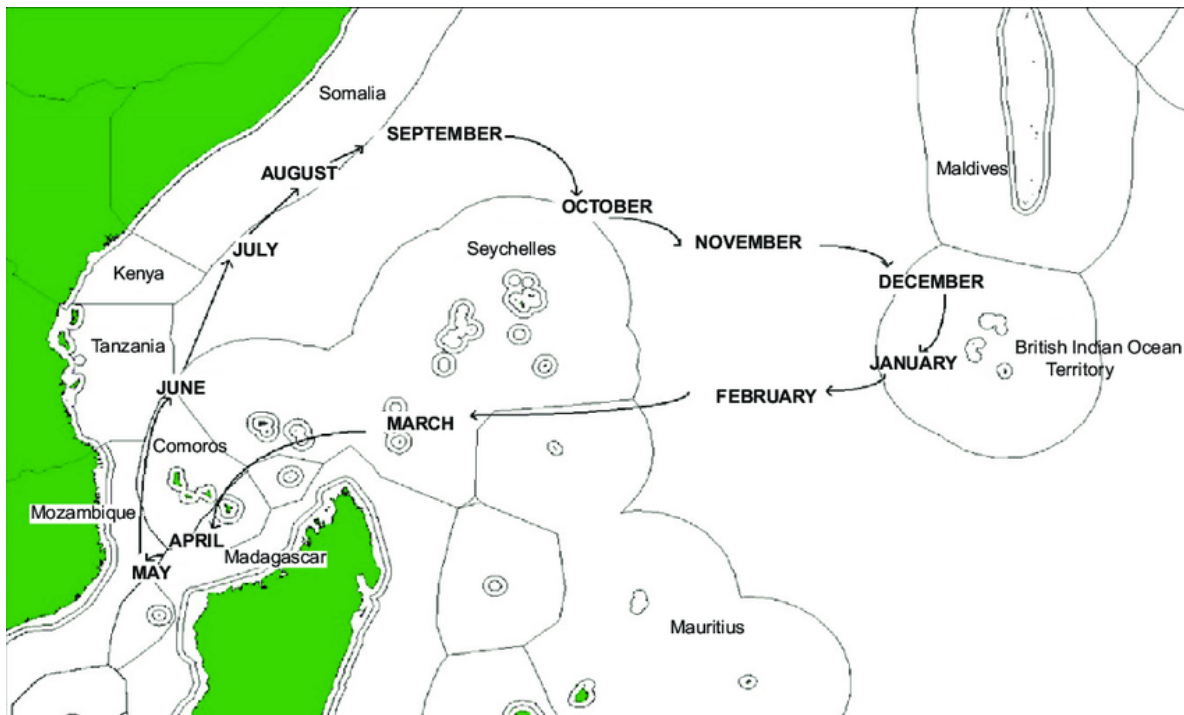 Somalia
SEPTEMBER
AUGUST
Maldives
OCTOBER
JULY
Seychelles
NOVEMBER
Kenya
DECEMBER
Tanzania
British Indian Ocean
Territory
JANUARY
JUNE
FEBRUARY
MARCH
Comoros
Mozambique
APRIL
Madagascar
MAY
Mauritius